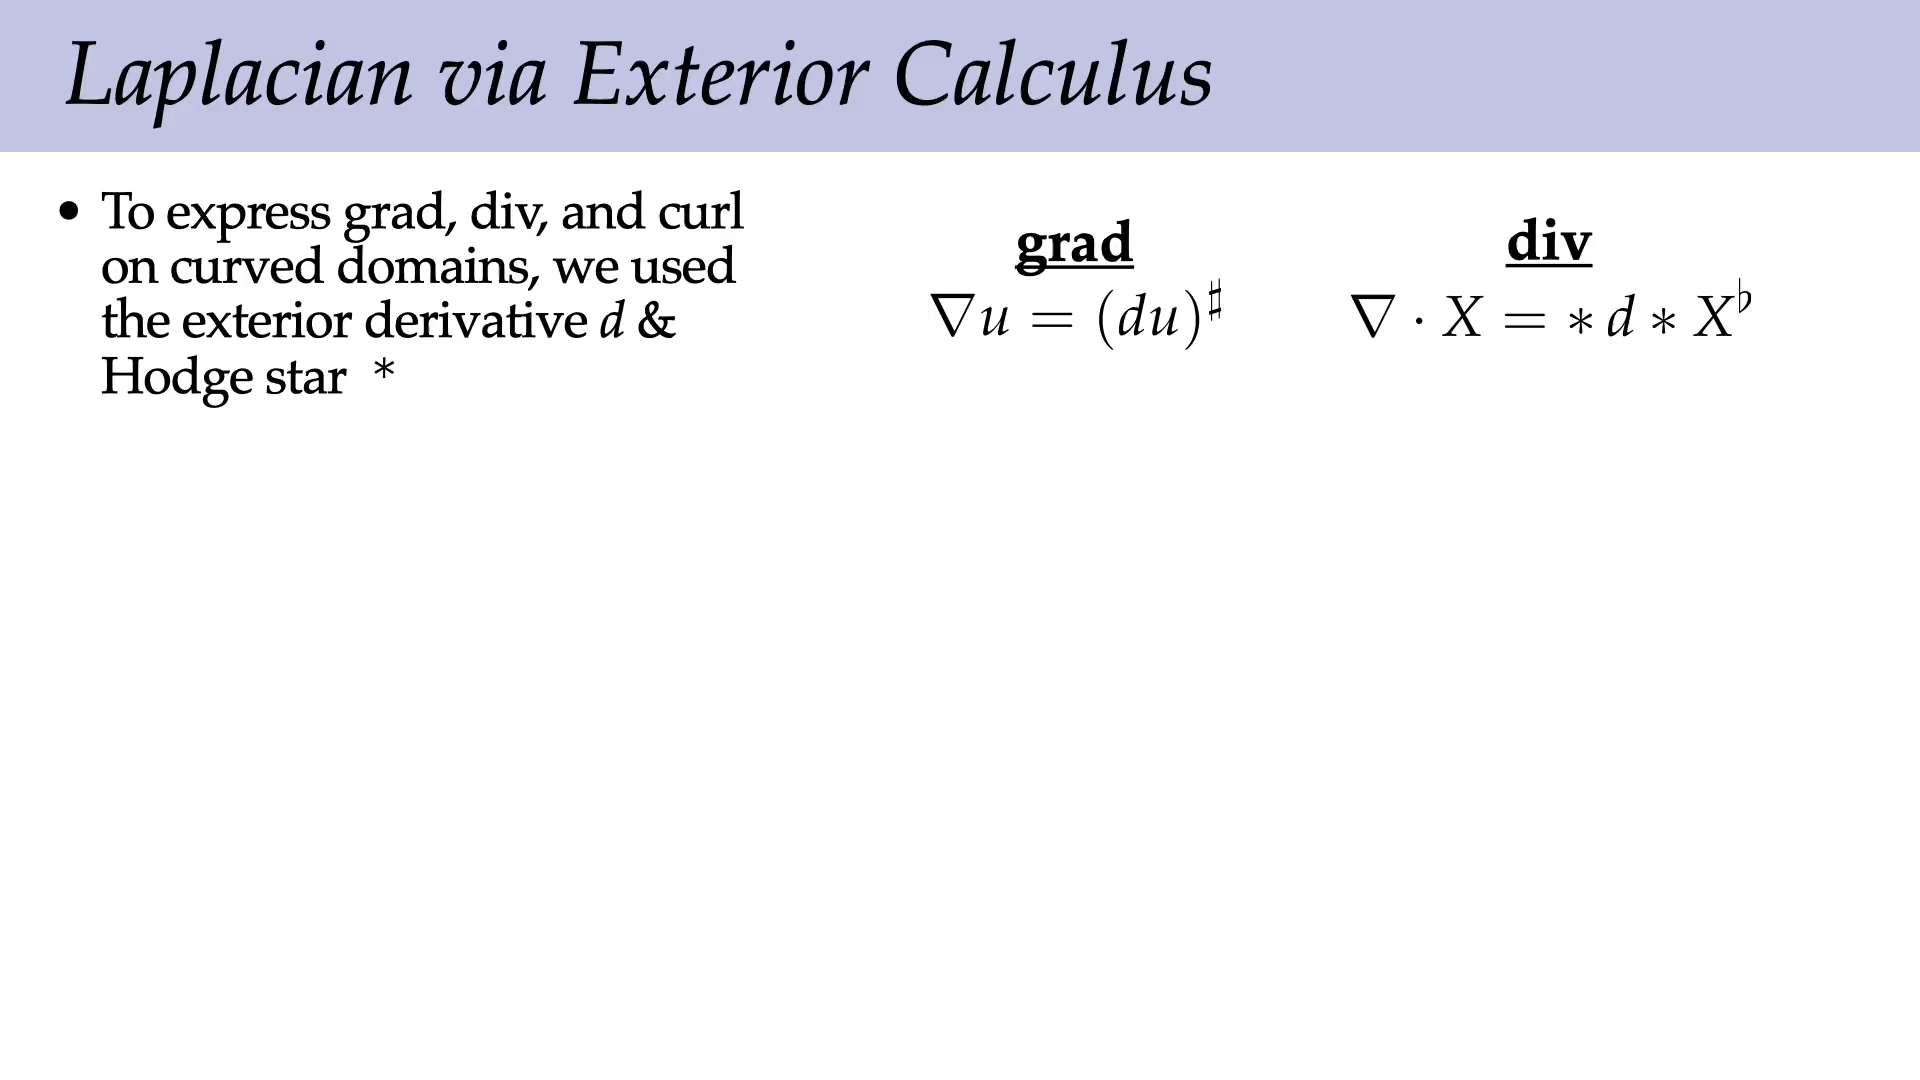 Laplacian via Exterior Calculus
• To express grad, div, and curl
on curved domains, we used
the exterior derivative d &
Hodge star *
grad
∇u = (du)♯
div
∇ · X = * d * X♭